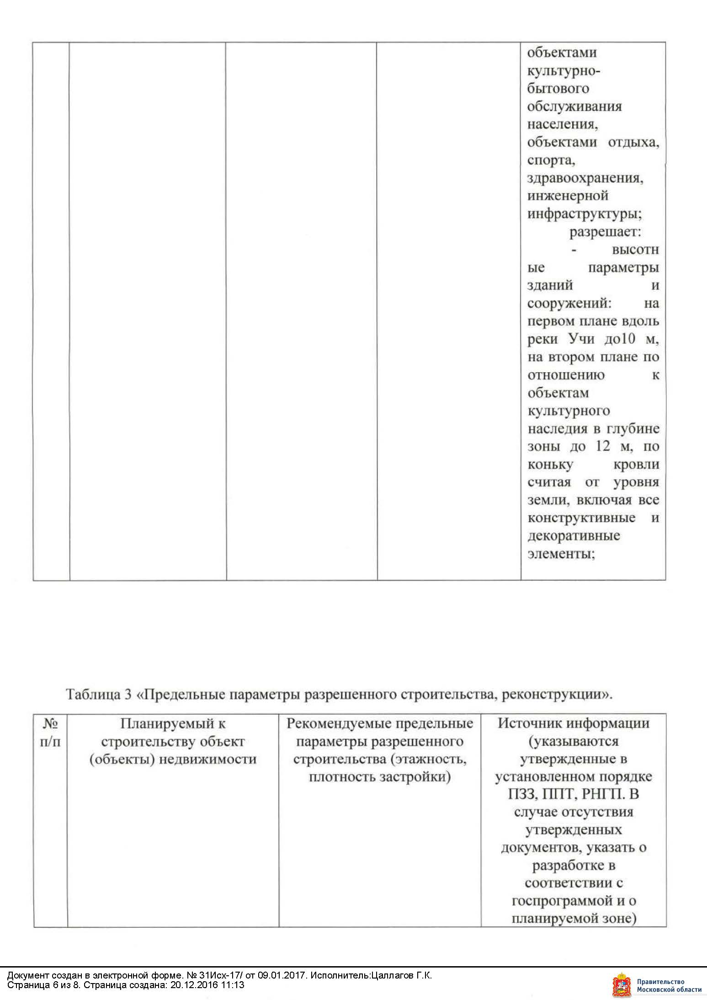 объектами
культурно-
бытового
обслуживания
населения,
объектами отдыха,
спорта,
здравоохранения,
инженерной
инфраструктуры;
разрешает:
- высотн
ые параметры
зданий и
сооружений: на
первом плане вдоль
реки Учи до10 м,
на втором плане по
отношению к
объектам
культурного
наследия в глубине
зоны до 12 м, по
коньку кровли
считая от уровня
земли, включая все
конструктивные и
декоративные
элементы;
Таблица 3 «Предельные параметры разрешенного строительства, реконструкции».
№
п/п
Планируемый к
строительству объект
(объекты) недвижимости
Рекомендуемые предельные
параметры разрешенного
строительства (этажность,
плотность застройки)
Источник информации
(указываются
утвержденные в
установленном порядке
ПЗЗ, ППТ, РНГП. В
случае отсутствия
утвержденных
документов, указать о
разработке в
соответствии с
госпрограммой и о
планируемой зоне)
Документ создан в электронной форме. № 31Исх-17/ от 09.01.2017. Исполнитель:Цаллагов Г.К.
Страница 6 из 8. Страница создана: 20.12.2016 11:13
Правительство
Московской области